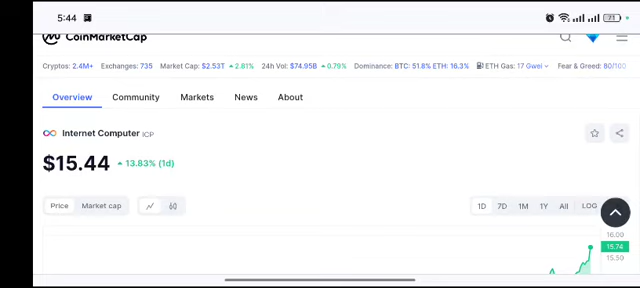 5:44
CoinMarketCap
Cryptos: 2.4M+ Exchanges: 735 Market Cap: $2.53T 2.81% 24h Vol: $74.95B 0.79% Dominance: BTC: 51.8% ETH: 16.3% ETH Gas: 17 Gwei Fear & Greed: 80/100
Overview Community Markets News About
Internet Computer ICP
$15.44 13.83% (1d)
Price Market cap 1D 7D 1M 1Y All LOG
16.00
15.74
15.50